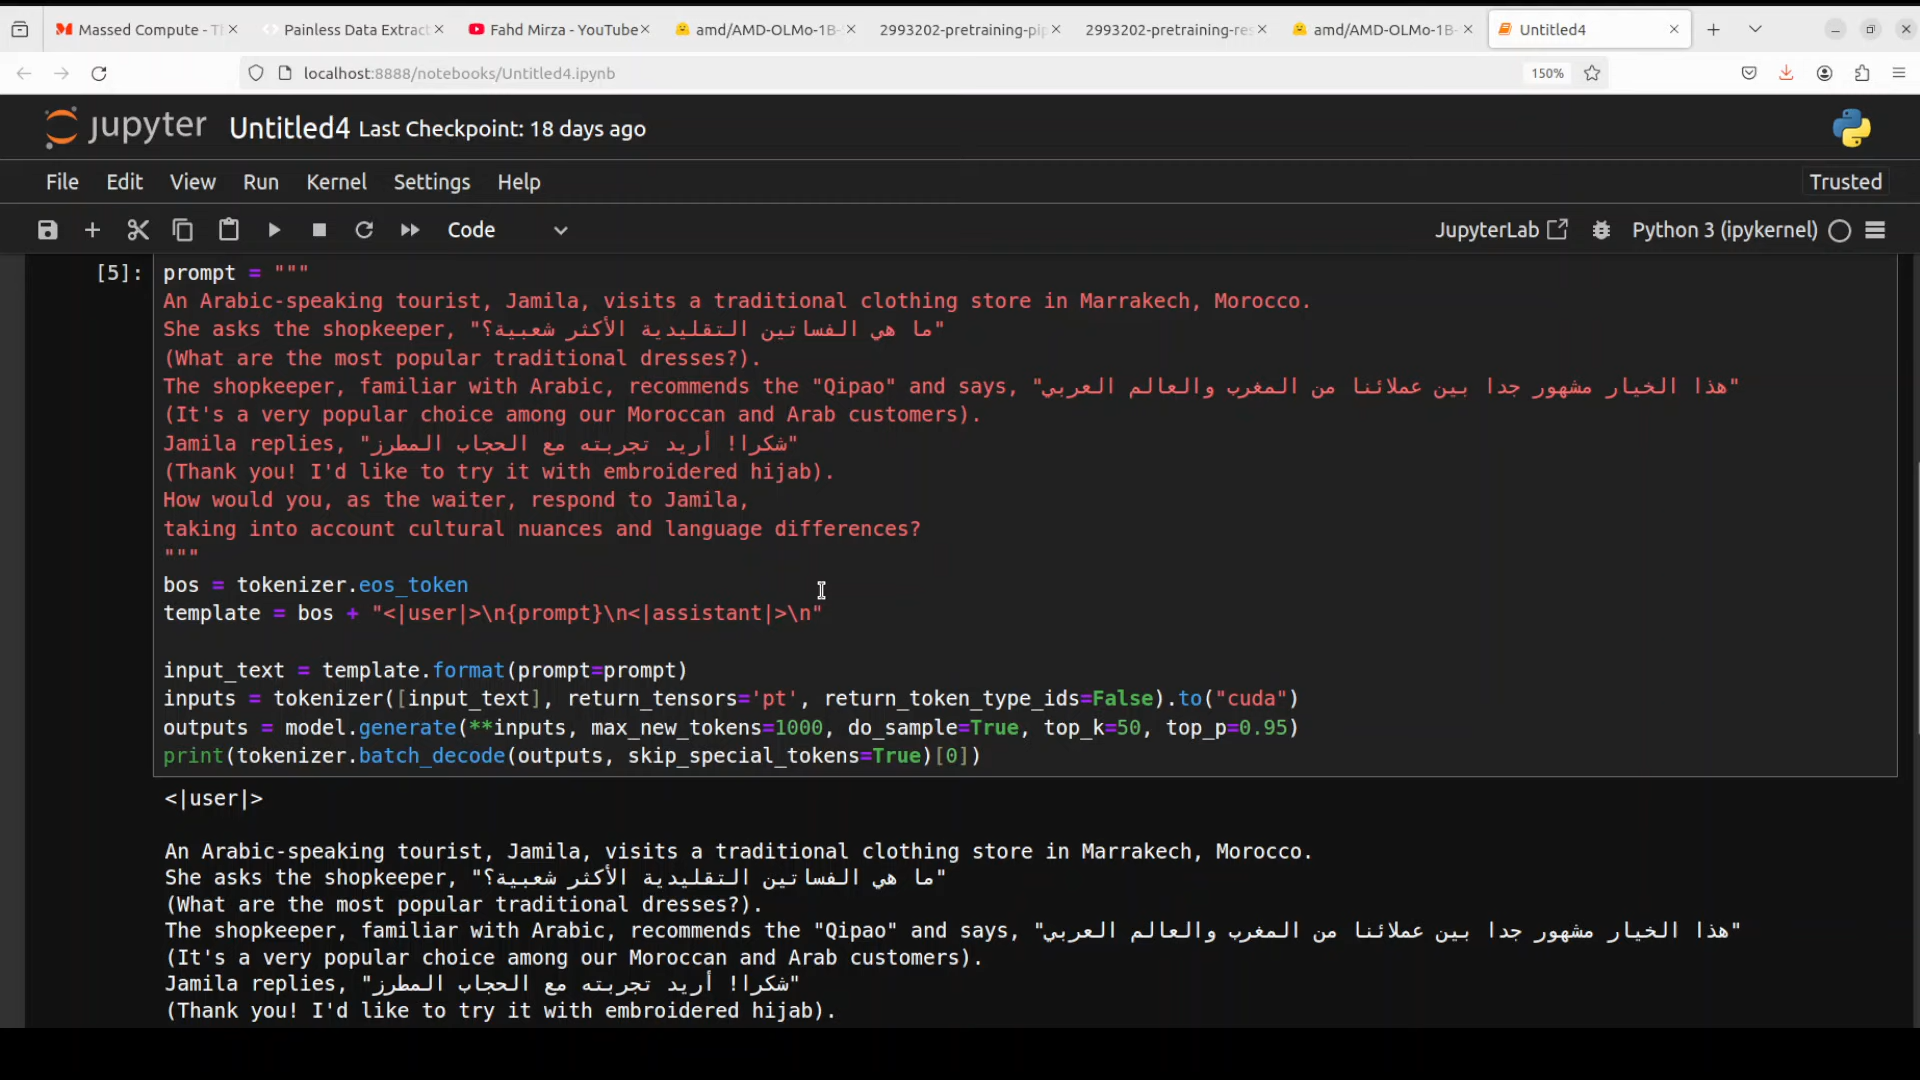 Massed Compute - Th
Painless Data Extract
Fahd Mirza - YouTube
amd/AMD-OLMo-1B-
2993202-pretraining-pip
2993202-pretraining-res
amd/AMD-OLMo-1B-
Untitled4
localhost:8888/notebooks/Untitled4.ipynb
150%
jupyter Untitled4 Last Checkpoint: 18 days ago
File Edit View Run Kernel Settings Help Trusted
Code JupyterLab Python 3 (ipykernel)
[5]: prompt = """
An Arabic-speaking tourist, Jamila, visits a traditional clothing store in Marrakech, Morocco.
She asks the shopkeeper, "ما هي الفساتين التقليدية الأكثر شعبية؟"
(What are the most popular traditional dresses?).
The shopkeeper, familiar with Arabic, recommends the "Qipao" and says, "هذا الخيار مشهور جدا بين عملائنا من المغرب والعالم العربي"
(It's a very popular choice among our Moroccan and Arab customers).
Jamila replies, "شكرا! أريد تجربته مع الحجاب المطرز"
(Thank you! I'd like to try it with embroidered hijab).
How would you, as the waiter, respond to Jamila,
taking into account cultural nuances and language differences?
"""
bos = tokenizer.eos_token
template = bos + "<|user|>\n{prompt}\n<|assistant|>\n"
input_text = template.format(prompt=prompt)
inputs = tokenizer([input_text], return_tensors='pt', return_token_type_ids=False).to("cuda")
outputs = model.generate(**inputs, max_new_tokens=1000, do_sample=True, top_k=50, top_p=0.95)
print(tokenizer.batch_decode(outputs, skip_special_tokens=True)[0])
<|user|>
An Arabic-speaking tourist, Jamila, visits a traditional clothing store in Marrakech, Morocco.
She asks the shopkeeper, "ما هي الفساتين التقليدية الأكثر شعبية؟"
(What are the most popular traditional dresses?).
The shopkeeper, familiar with Arabic, recommends the "Qipao" and says, "هذا الخيار مشهور جدا بين عملائنا من المغرب والعالم العربي"
(It's a very popular choice among our Moroccan and Arab customers).
Jamila replies, "شكرا! أريد تجربته مع الحجاب المطرز"
(Thank you! I'd like to try it with embroidered hijab).